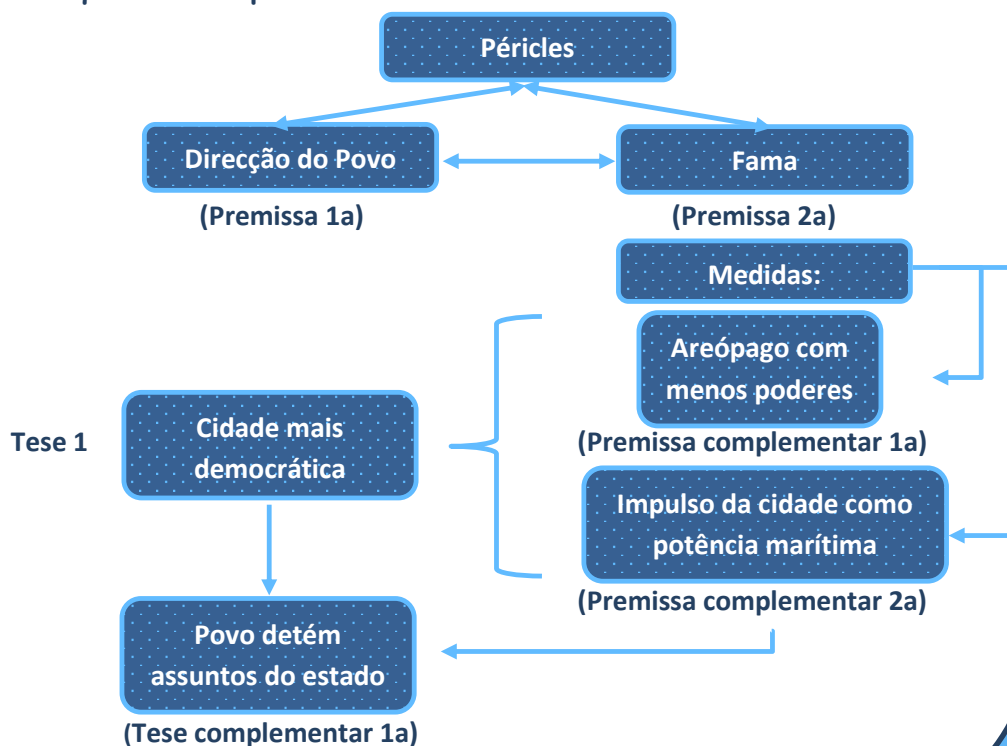 Péricles
Direcção do Povo
Fama
(Premissa 1a)
(Premissa 2a)
Medidas:
Areópago com
menos poderes
(Premissa complementar 1a)
Tese 1
Cidade mais
democrática
Impulso da cidade como
potência marítima
(Premissa complementar 2a)
Povo detém
assuntos do estado
(Tese complementar 1a)